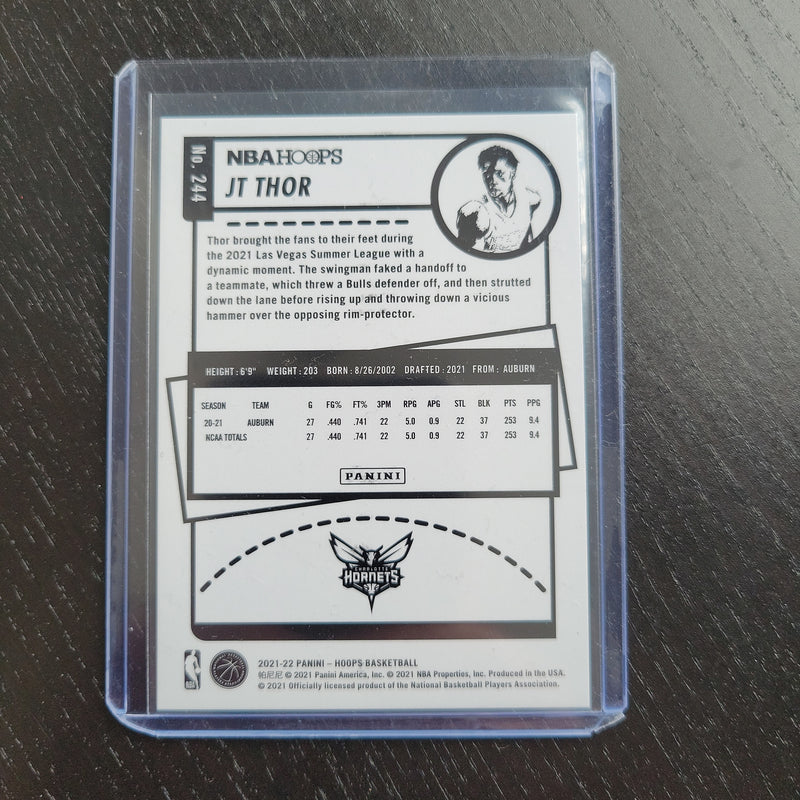 No. 244
NBA HOOPS
JT THOR
Thor brought the fans to their feet during
the 2021 Las Vegas Summer League with a
dynamic moment. The swingman faked a handoff to
a teammate, which threw a Bulls defender off, and then strutted
down the lane before rising up and throwing down a vicious
hammer over the opposing rim-protector.
HEIGHT: 6'9" WEIGHT: 203 BORN: 8/26/2002 DRAFTED: 2021 FROM: AUBURN
SEASON TEAM G FG% FT% 3PM RPG APG STL BLK PTS PPG
20-21 AUBURN 27 .440 .741 22 5.0 0.9 22 37 253 9.4
NCAA TOTALS 27 .440 .741 22 5.0 0.9 22 37 253 9.4
PANINI
CHARLOTTE
HORNETS
2021-22 PANINI – HOOPS BASKETBALL
帕尼尼 © 2021 Panini America, Inc. © 2021 NBA Properties, Inc. Produced in the USA.
© 2021 Officially licensed product of the National Basketball Players Association.